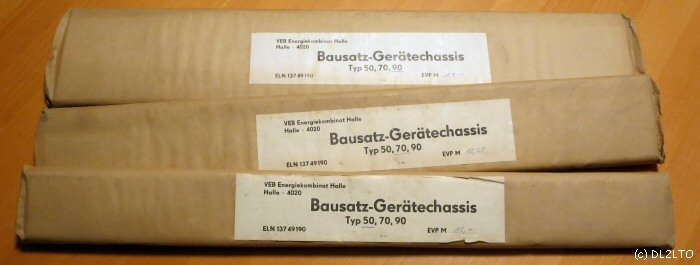 VEB Energiekombinat Halle
Halle - 4020
Bausatz-Gerätechassis
Typ 50, 70, 90
ELN 137 49 190 EVP M
VEB Energiekombinat Halle
Halle - 4020
Bausatz-Gerätechassis
Typ 50, 70, 90
ELN 137 49 190 EVP M
VEB Energiekombinat Halle
Halle - 4020
Bausatz-Gerätechassis
Typ 50, 70, 90
ELN 137 49 190 EVP M
(c) DL2LTO